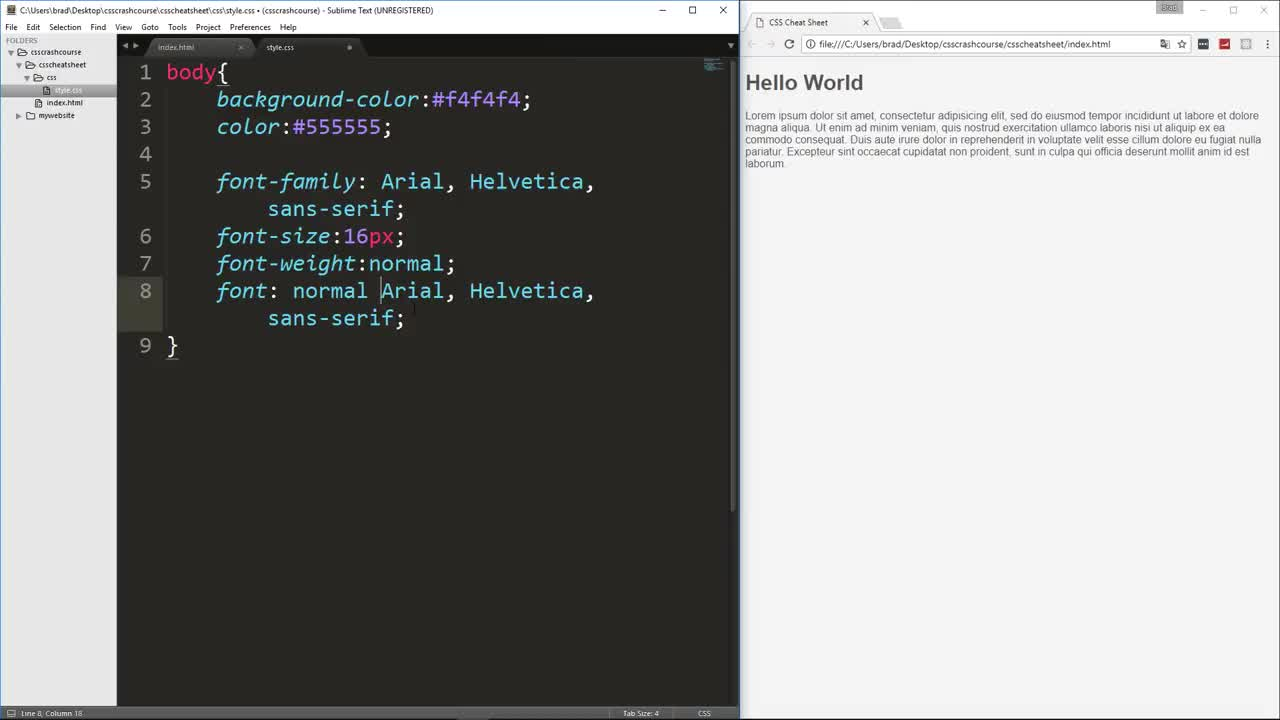 C:\Users\brad\Desktop\csscrashcourse\csscheatsheet\css\style.css • (csscrashcourse) - Sublime Text (UNREGISTERED)
File Edit Selection Find View Goto Tools Project Preferences Help
FOLDERS
csscrashcourse
csscheatsheet
css
style.css
index.html
mywebsite
index.html
style.css
1 body{
2 background-color:#f4f4f4;
3 color:#555555;
4
5 font-family: Arial, Helvetica,
sans-serif;
6 font-size:16px;
7 font-weight:normal;
8 font: normal Arial, Helvetica,
sans-serif;
9 }
Line 8, Column 18
Tab Size: 4
CSS
Brad
CSS Cheat Sheet
file:///C:/Users/brad/Desktop/csscrashcourse/csscheatsheet/index.html
Hello World
Lorem ipsum dolor sit amet, consectetur adipisicing elit, sed do eiusmod tempor incididunt ut labore et dolore
magna aliqua. Ut enim ad minim veniam, quis nostrud exercitation ullamco laboris nisi ut aliquip ex ea
commodo consequat. Duis aute irure dolor in reprehenderit in voluptate velit esse cillum dolore eu fugiat nulla
pariatur. Excepteur sint occaecat cupidatat non proident, sunt in culpa qui officia deserunt mollit anim id est
laborum.